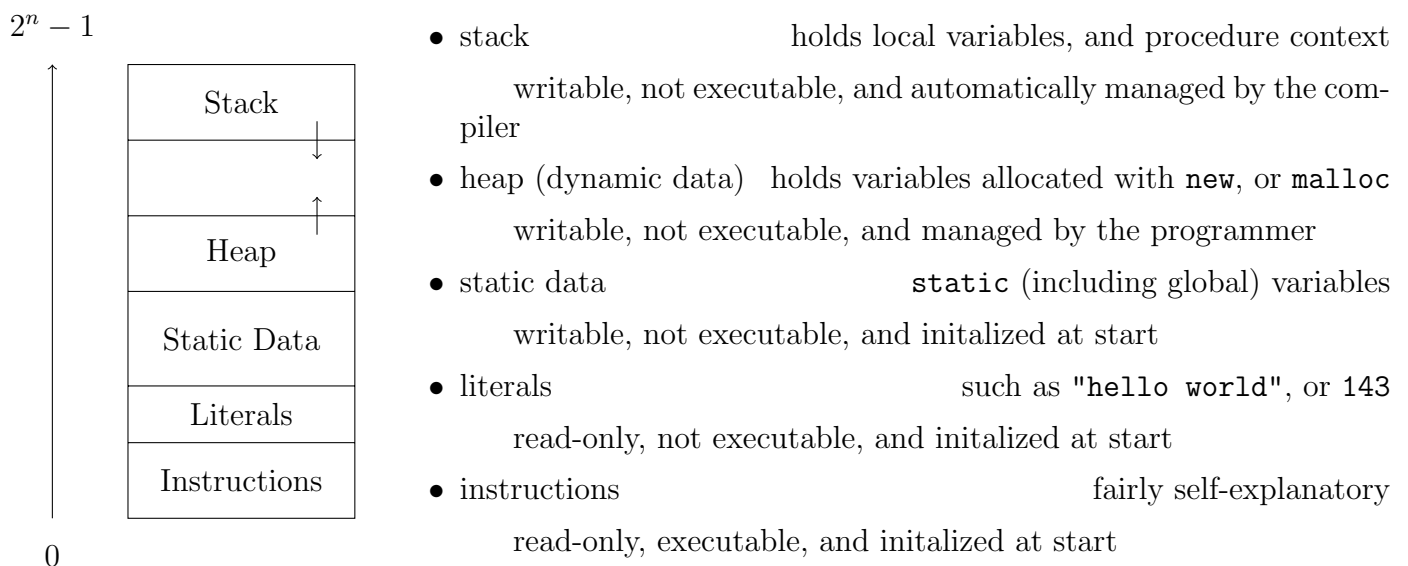 2ⁿ − 1
Stack
Heap
Static Data
Literals
Instructions
0
• stack holds local variables, and procedure context
writable, not executable, and automatically managed by the com-
piler
• heap (dynamic data) holds variables allocated with new, or malloc
writable, not executable, and managed by the programmer
• static data static (including global) variables
writable, not executable, and initalized at start
• literals such as "hello world", or 143
read-only, not executable, and initalized at start
• instructions fairly self-explanatory
read-only, executable, and initalized at start